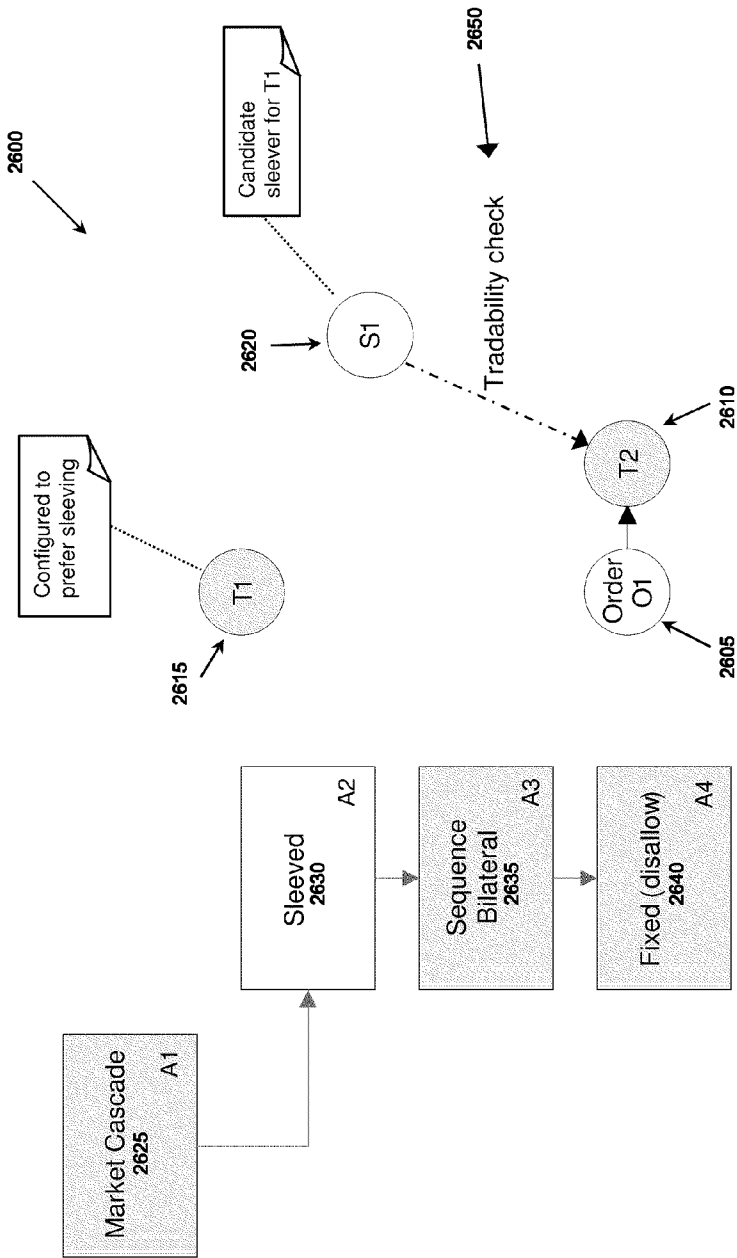 2600
Market Cascade
2625
A1
Sleeved
2630
A2
Sequence
Bilateral
2635
A3
Fixed (disallow)
2640
A4
Configured to
prefer sleeving
T1
2615
Candidate
sleever for T1
S1
2620
Tradability check
2650
Order
O1
2605
T2
2610